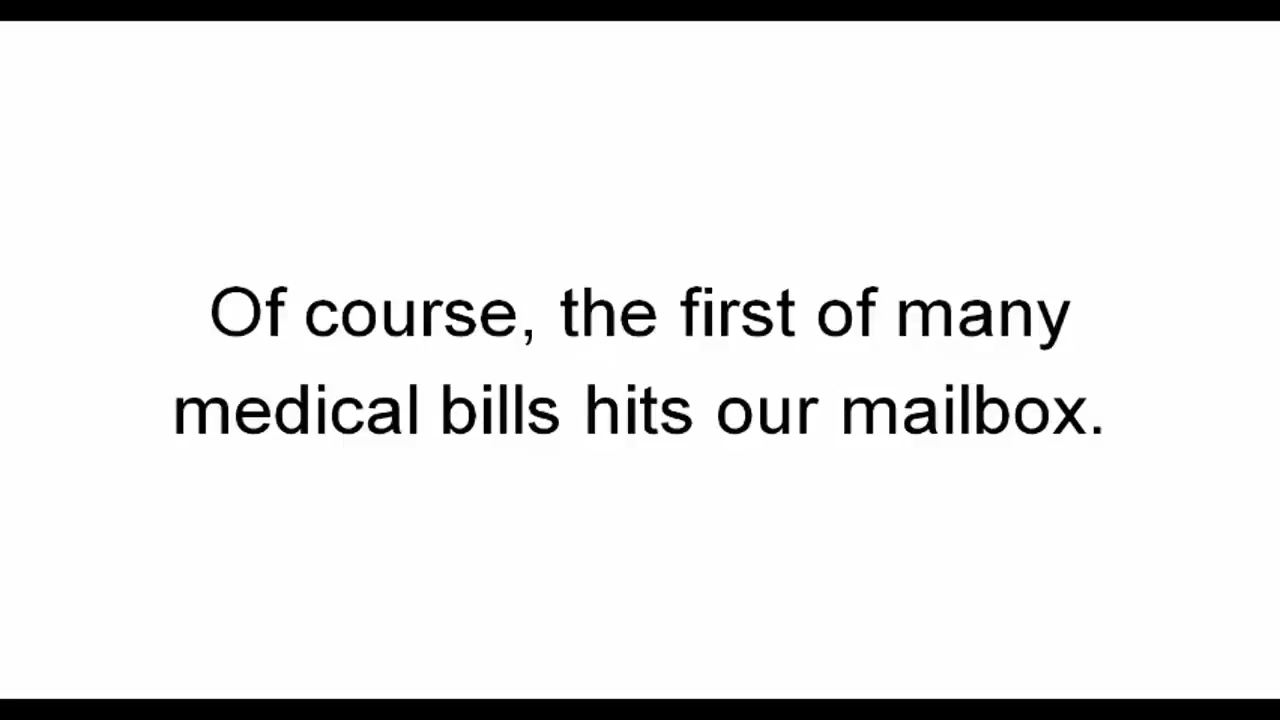 Of course, the first of many
medical bills hits our mailbox.